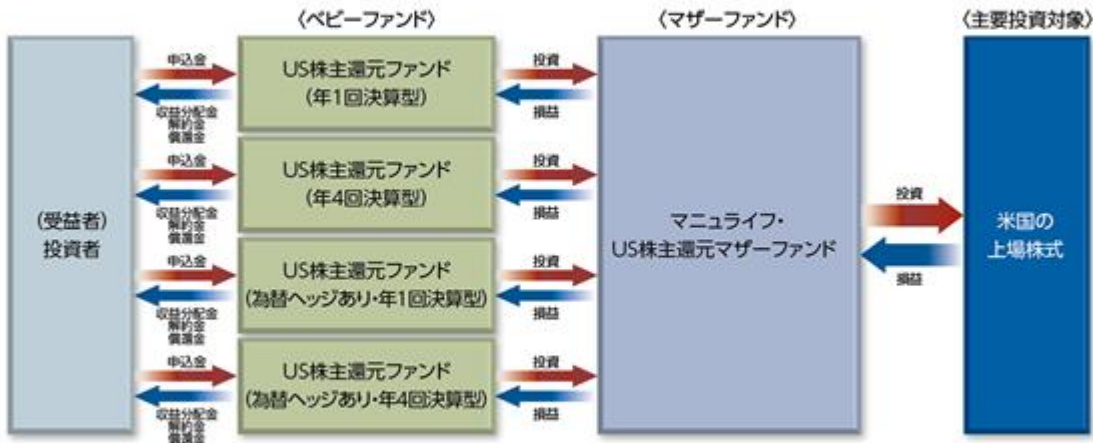 〈ベビーファンド〉
〈マザーファンド〉
〈主要投資対象〉
(受益者)
投資者
申込金
収益分配金
解約金
償還金
US株主還元ファンド
(年1回決算型)
投資
損益
申込金
収益分配金
解約金
償還金
US株主還元ファンド
(年4回決算型)
投資
損益
申込金
収益分配金
解約金
償還金
US株主還元ファンド
(為替ヘッジあり・年1回決算型)
投資
損益
申込金
収益分配金
解約金
償還金
US株主還元ファンド
(為替ヘッジあり・年4回決算型)
投資
損益
マニュライフ・
US株主還元マザーファンド
投資
損益
米国の
上場株式